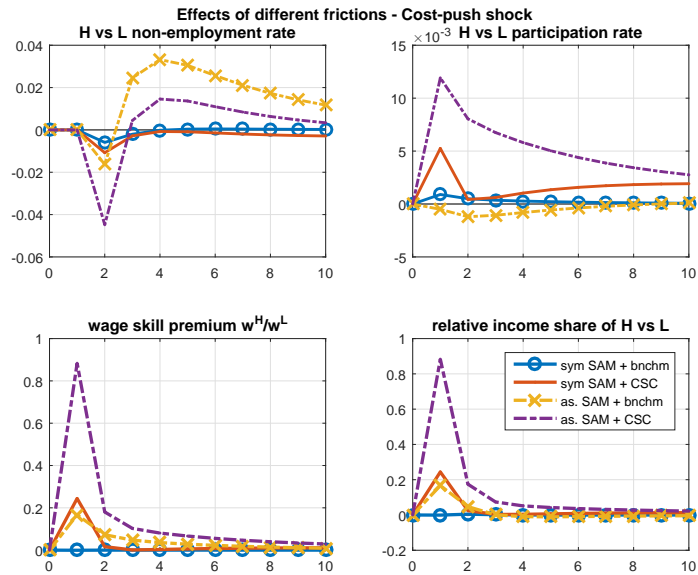 Effects of different frictions - Cost-push shock
H vs L non-employment rate
0.04
0.02
0
-0.02
-0.04
-0.06
0 2 4 6 8 10
×10⁻³ H vs L participation rate
15
10
5
0
-5
0 2 4 6 8 10
wage skill premium w^H/w^L
1
0.8
0.6
0.4
0.2
0
0 2 4 6 8 10
relative income share of H vs L
1
0.8
0.6
0.4
0.2
0
-0.2
0 2 4 6 8 10
sym SAM + bnchm
sym SAM + CSC
as. SAM + bnchm
as. SAM + CSC